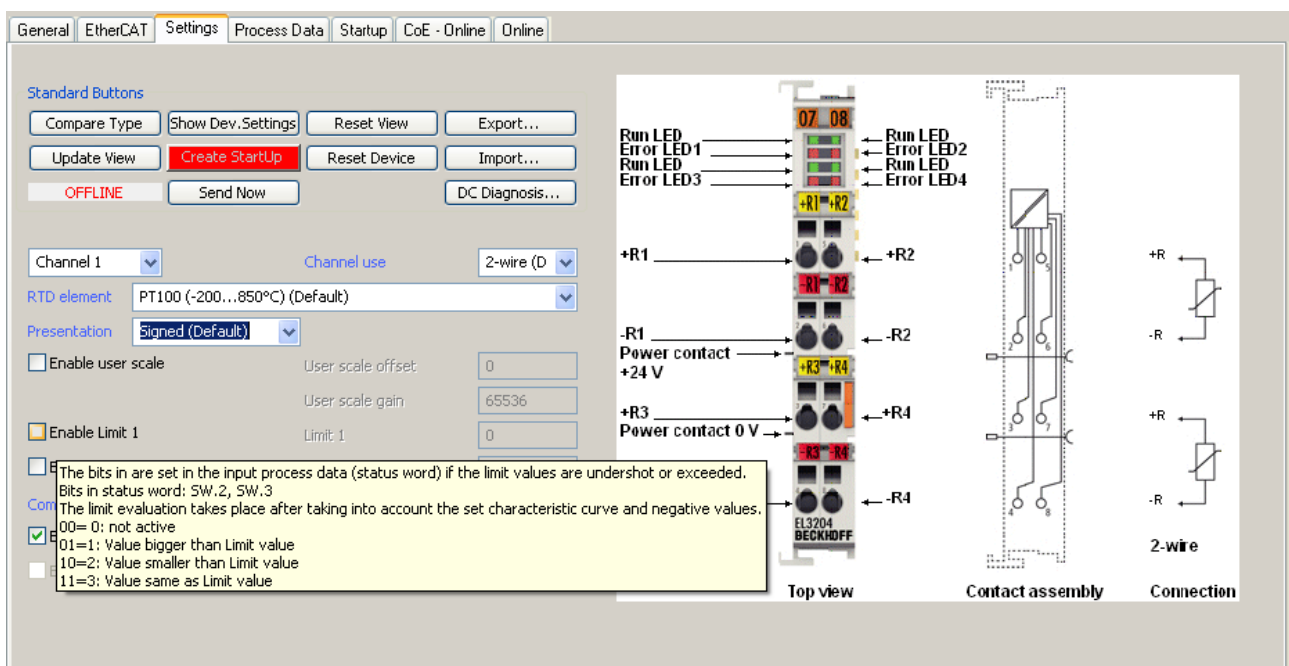 General EtherCAT Settings Process Data Startup CoE - Online Online
Standard Buttons
Compare Type Show Dev.Settings Reset View Export...
Update View Create StartUp Reset Device Import...
OFFLINE Send Now DC Diagnosis...
Channel 1 Channel use 2-wire (D
RTD element PT100 (-200...850°C) (Default)
Presentation Signed (Default)
Enable user scale User scale offset 0
User scale gain 65536
Enable Limit 1 Limit 1 0
The bits in are set in the input process data (status word) if the limit values are undershot or exceeded.
Bits in status word: SW.2, SW.3
The limit evaluation takes place after taking into account the set characteristic curve and negative values.
00= 0: not active
01=1: Value bigger than Limit value
10=2: Value smaller than Limit value
11=3: Value same as Limit value
Com
07 08
Run LED Run LED
Error LED1 Error LED2
Run LED Run LED
Error LED3 Error LED4
+R1 +R2
+R1 +R2
-R1 -R2
-R1 -R2
Power contact
+24 V
+R3 +R4
+R3 +R4
Power contact 0 V
-R3 -R4
-R4
EL3204
BECKHOFF
Top view
1 5
2 6
3 7
4 8
Contact assembly
+R
-R
+R
-R
2-wire
Connection